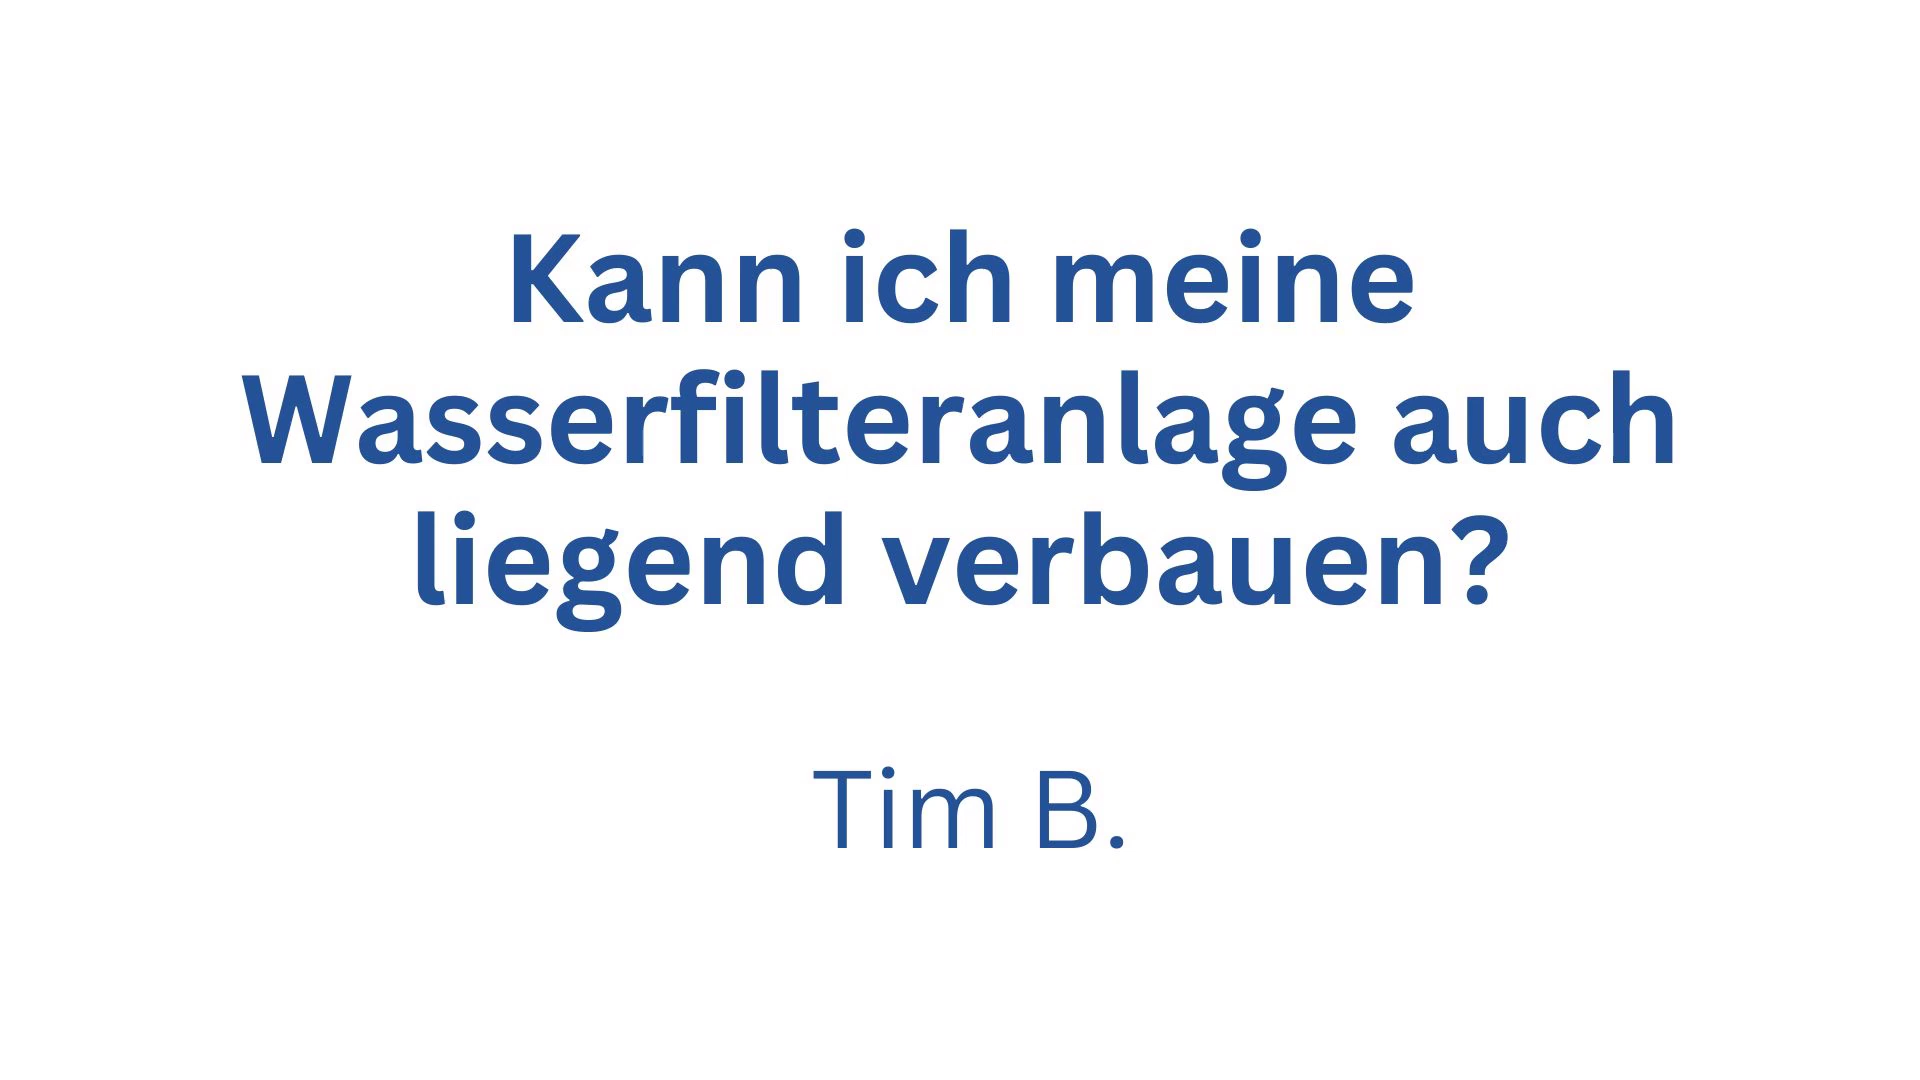 Kann ich meine
Wasserfilteranlage auch
liegend verbauen?
Tim B.